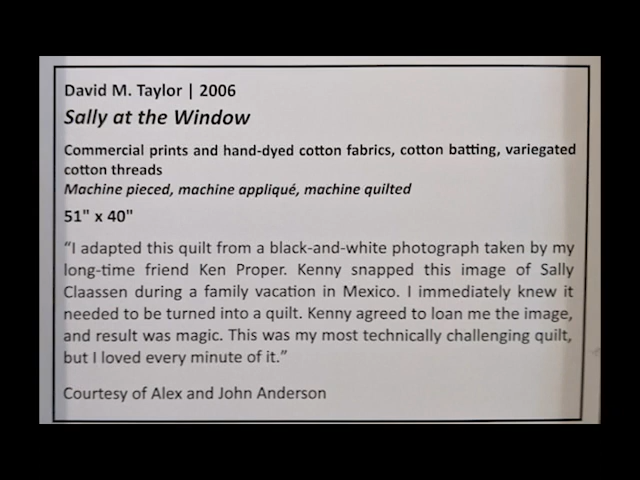 David M. Taylor | 2006
Sally at the Window
Commercial prints and hand-dyed cotton fabrics, cotton batting, variegated
cotton threads
Machine pieced, machine appliqué, machine quilted
51" x 40"
“I adapted this quilt from a black-and-white photograph taken by my
long-time friend Ken Proper. Kenny snapped this image of Sally
Claassen during a family vacation in Mexico. I immediately knew it
needed to be turned into a quilt. Kenny agreed to loan me the image,
and result was magic. This was my most technically challenging quilt,
but I loved every minute of it.”
Courtesy of Alex and John Anderson